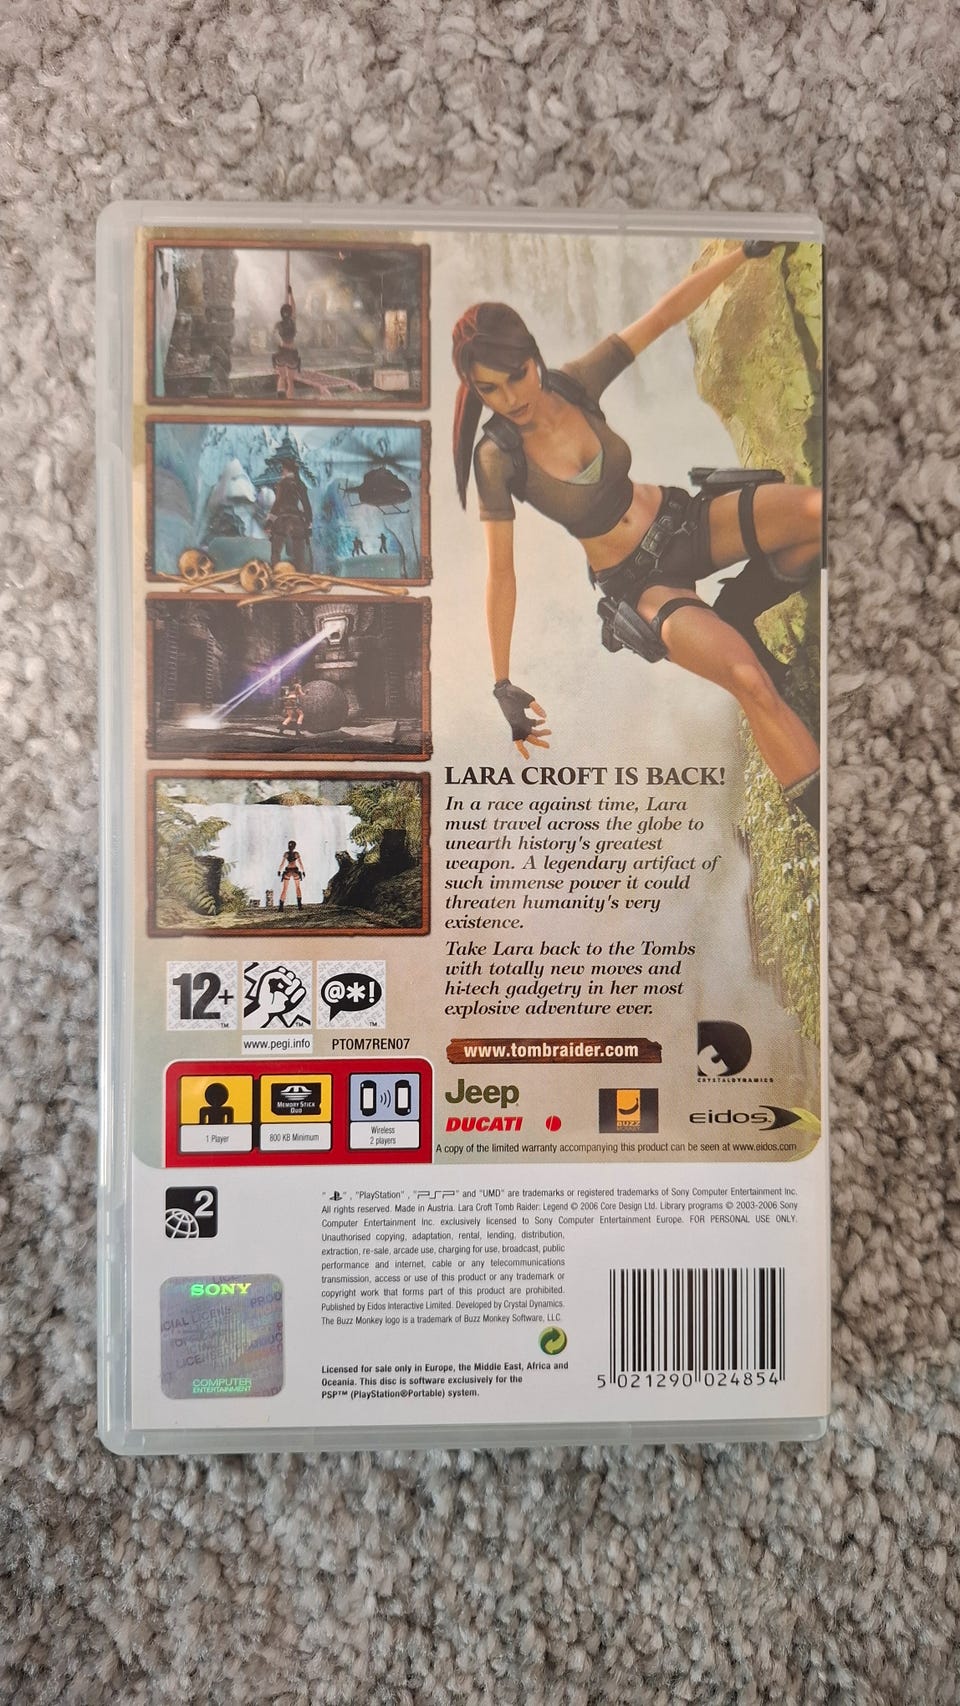 LARA CROFT IS BACK!
In a race against time, Lara
must travel across the globe to
unearth history's greatest
weapon. A legendary artifact of
such immense power it could
threaten humanity's very
existence.
Take Lara back to the Tombs
with totally new moves and
hi-tech gadgetry in her most
explosive adventure ever.
12+
TM
TM
@*!
TM
www.pegi.info
PTOM7REN07
www.tombraider.com
CRYSTALDYNAMICS
1 Player
MEMORY STICK
DUO
800 KB Minimum
Wireless
2 players
Jeep
DUCATI
BUZZ
MONKEY
eidos
A copy of the limited warranty accompanying this product can be seen at www.eidos.com
2
" ", "PlayStation", "PSP" and "UMD" are trademarks or registered trademarks of Sony Computer Entertainment Inc.
All rights reserved. Made in Austria. Lara Croft Tomb Raider: Legend © 2006 Core Design Ltd. Library programs © 2003-2006 Sony
Computer Entertainment Inc. exclusively licensed to Sony Computer Entertainment Europe. FOR PERSONAL USE ONLY.
Unauthorised copying, adaptation, rental, lending, distribution,
extraction, re-sale, arcade use, charging for use, broadcast, public
performance and internet, cable or any telecommunications
transmission, access or use of this product or any trademark or
copyright work that forms part of this product are prohibited.
Published by Eidos Interactive Limited. Developed by Crystal Dynamics.
The Buzz Monkey logo is a trademark of Buzz Monkey Software, LLC.
Licensed for sale only in Europe, the Middle East, Africa and
Oceania. This disc is software exclusively for the
PSP™ (PlayStation®Portable) system.
SONY
COMPUTER
ENTERTAINMENT
5 021290 024854